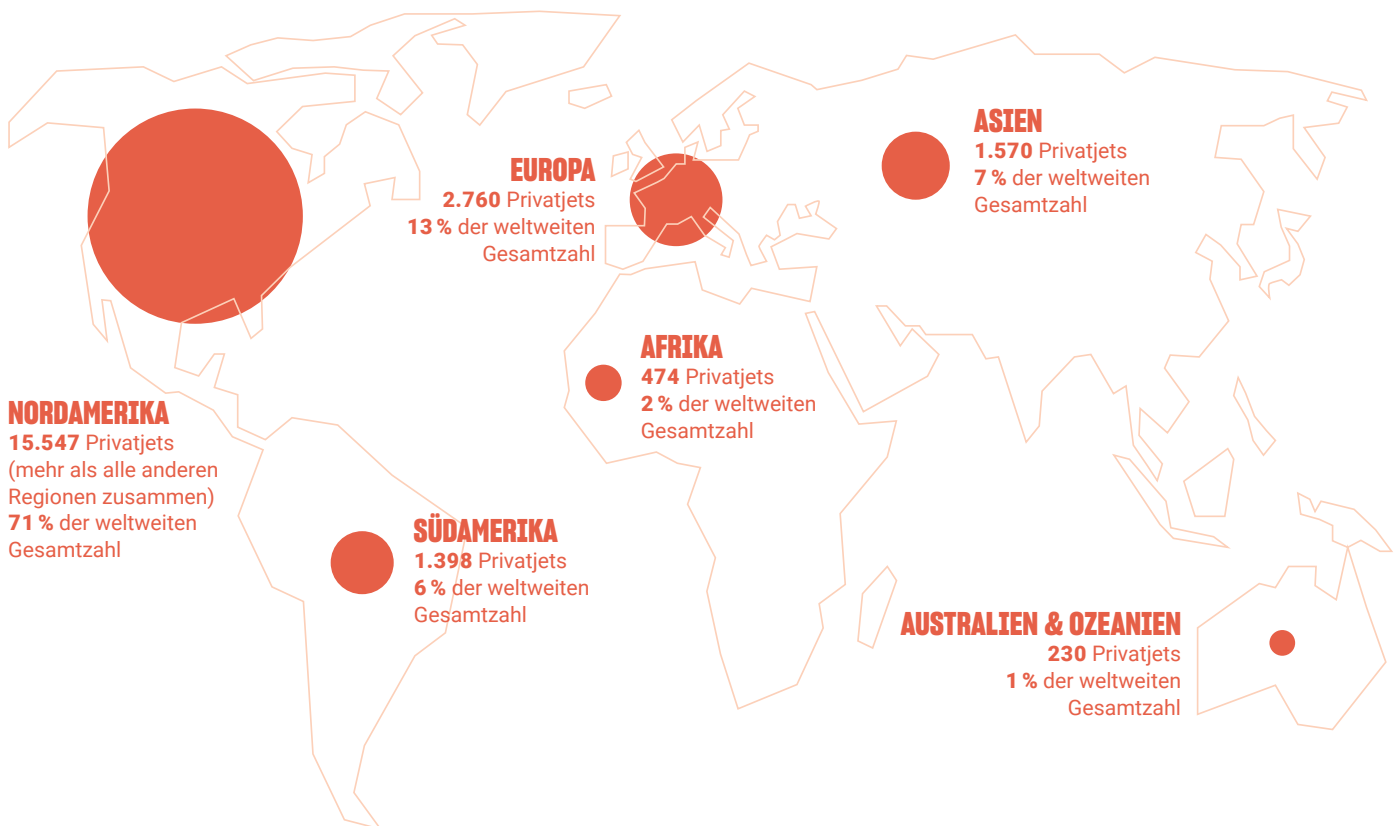 EUROPA
2.760 Privatjets
13 % der weltweiten
Gesamtzahl
ASIEN
1.570 Privatjets
7 % der weltweiten
Gesamtzahl
AFRIKA
474 Privatjets
2 % der weltweiten
Gesamtzahl
NORDAMERIKA
15.547 Privatjets
(mehr als alle anderen
Regionen zusammen)
71 % der weltweiten
Gesamtzahl
SÜDAMERIKA
1.398 Privatjets
6 % der weltweiten
Gesamtzahl
AUSTRALIEN & OZEANIEN
230 Privatjets
1 % der weltweiten
Gesamtzahl